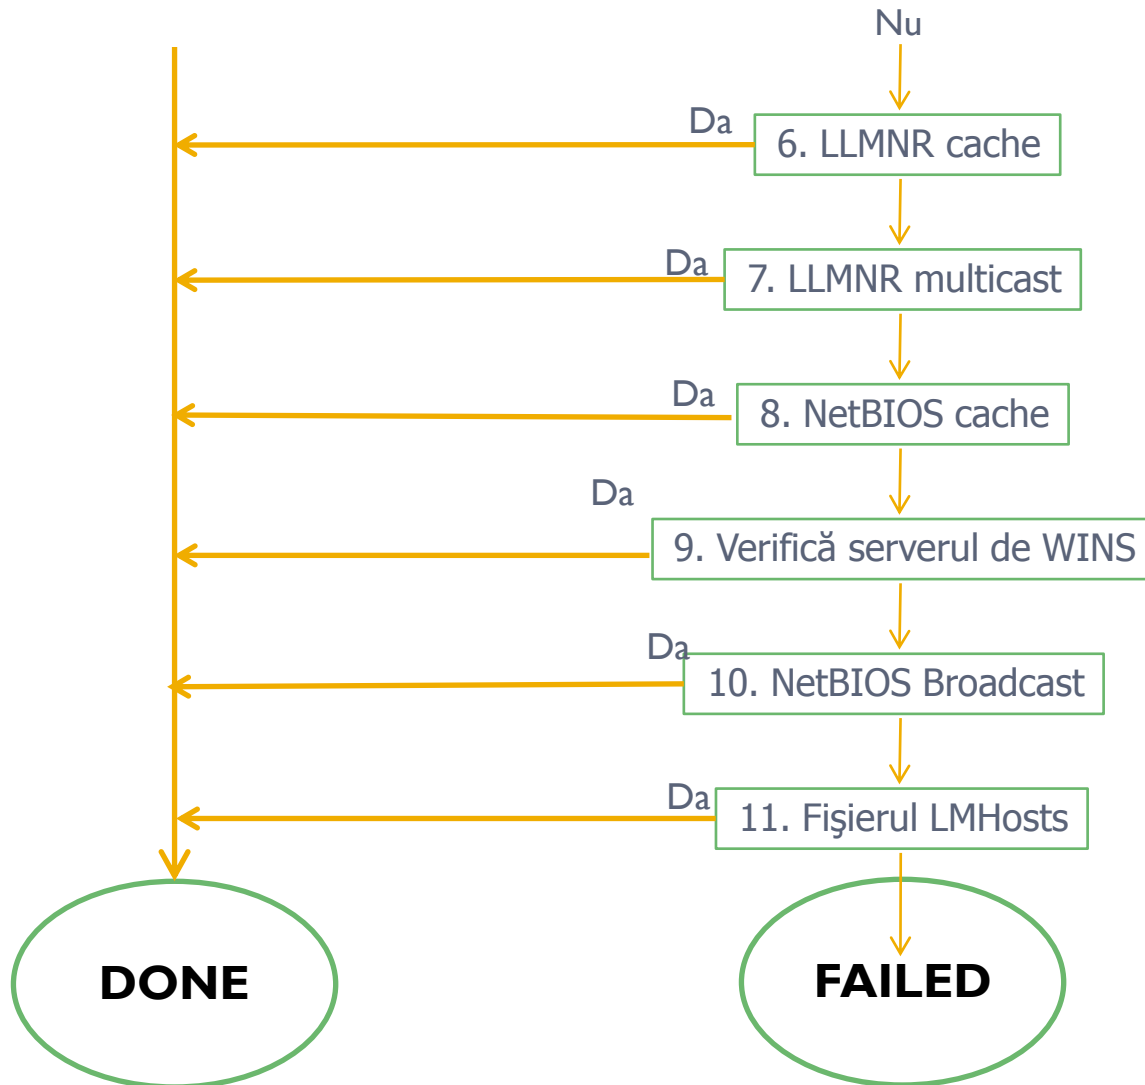 Nu
Da
6. LLMNR cache
Da
7. LLMNR multicast
Da
8. NetBIOS cache
Da
9. Verifică serverul de WINS
Da
10. NetBIOS Broadcast
Da
11. Fişierul LMHosts
DONE
FAILED